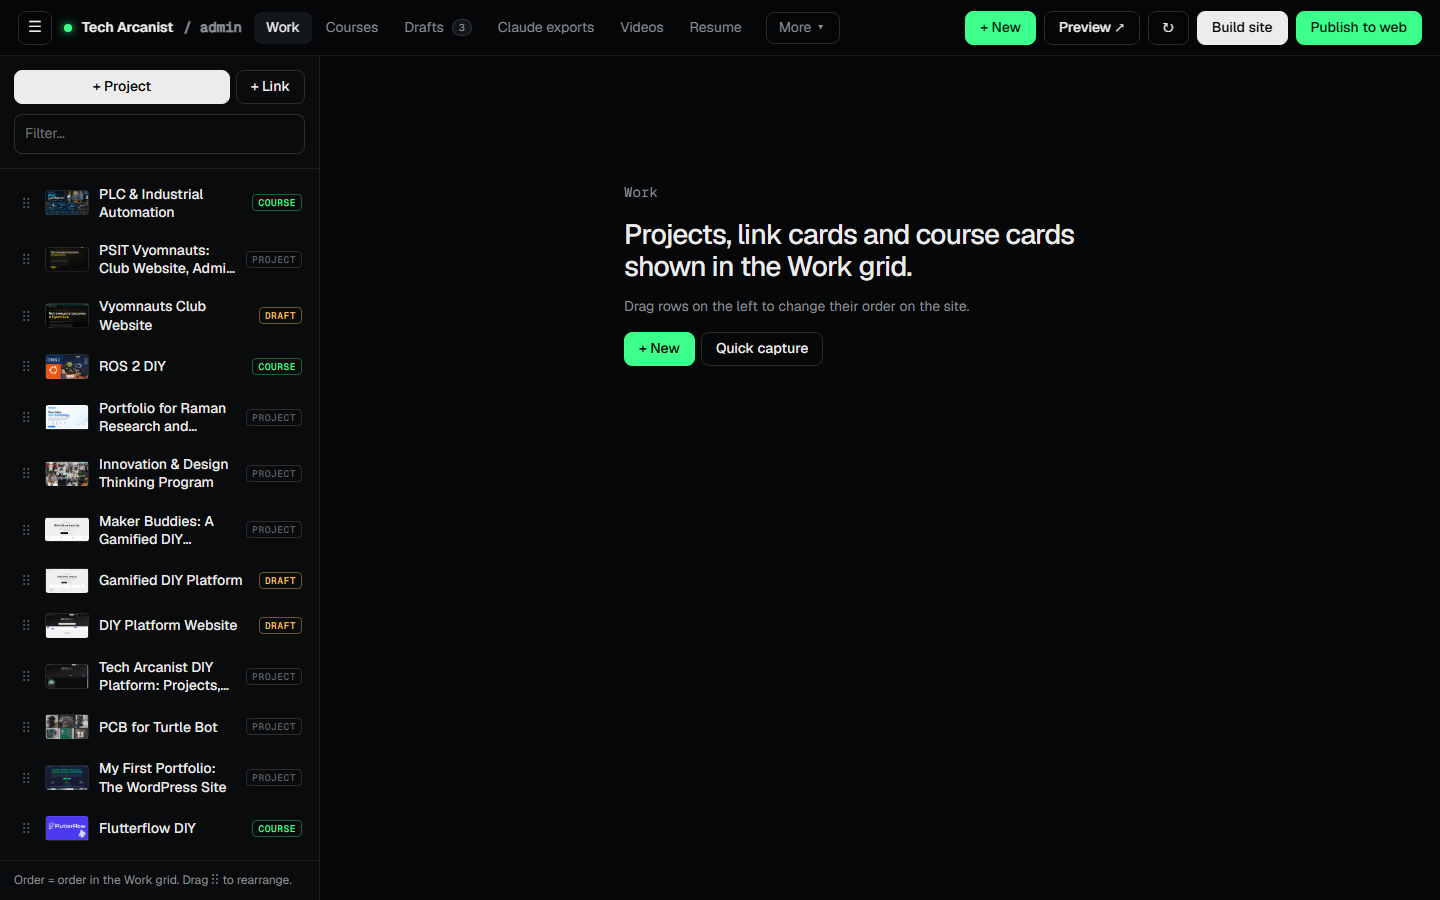 ☰ Tech Arcanist / admin Work Courses Drafts 3 Claude exports Videos Resume More ▾ + New Preview ↗ ↻ Build site Publish to web
+ Project + Link
Filter...
PLC & Industrial
Automation
COURSE
PSIT Vyomnauts:
Club Website, Admi...
PROJECT
Vyomnauts Club
Website
DRAFT
ROS 2 DIY
COURSE
Portfolio for Raman
Research and...
PROJECT
Innovation & Design
Thinking Program
PROJECT
Maker Buddies: A
Gamified DIY...
PROJECT
Gamified DIY Platform
DRAFT
DIY Platform Website
DRAFT
Tech Arcanist DIY
Platform: Projects,...
PROJECT
PCB for Turtle Bot
PROJECT
My First Portfolio:
The WordPress Site
PROJECT
FlutterFlow
Flutterflow DIY
COURSE
Order = order in the Work grid. Drag ⠿ to rearrange.
Work
Projects, link cards and course cards
shown in the Work grid.
Drag rows on the left to change their order on the site.
+ New Quick capture